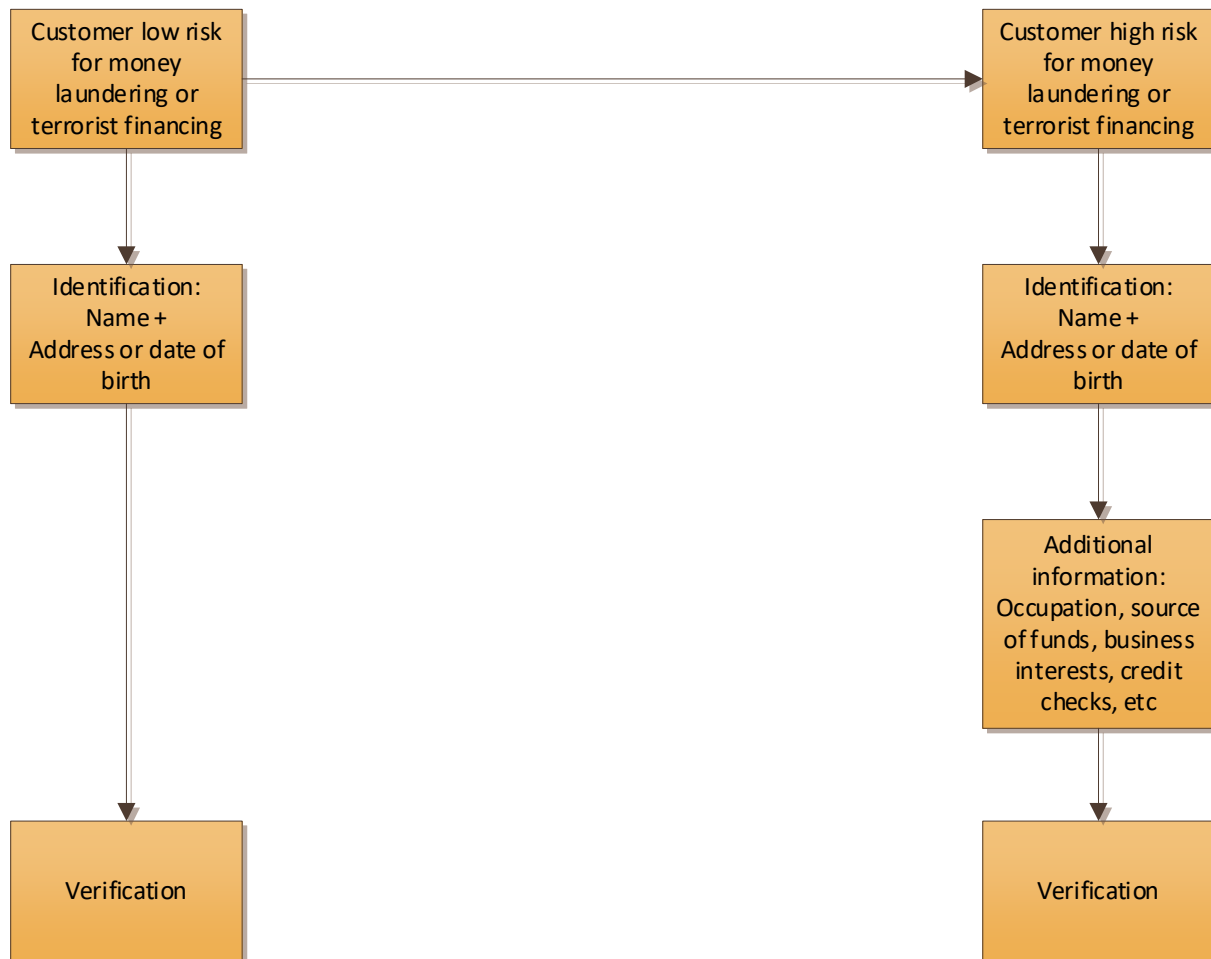 Customer low risk
for money
laundering or
terrorist financing
Customer high risk
for money
laundering or
terrorist financing
Identification:
Name +
Address or date of
birth
Identification:
Name +
Address or date of
birth
Additional
information:
Occupation, source
of funds, business
interests, credit
checks, etc
Verification
Verification